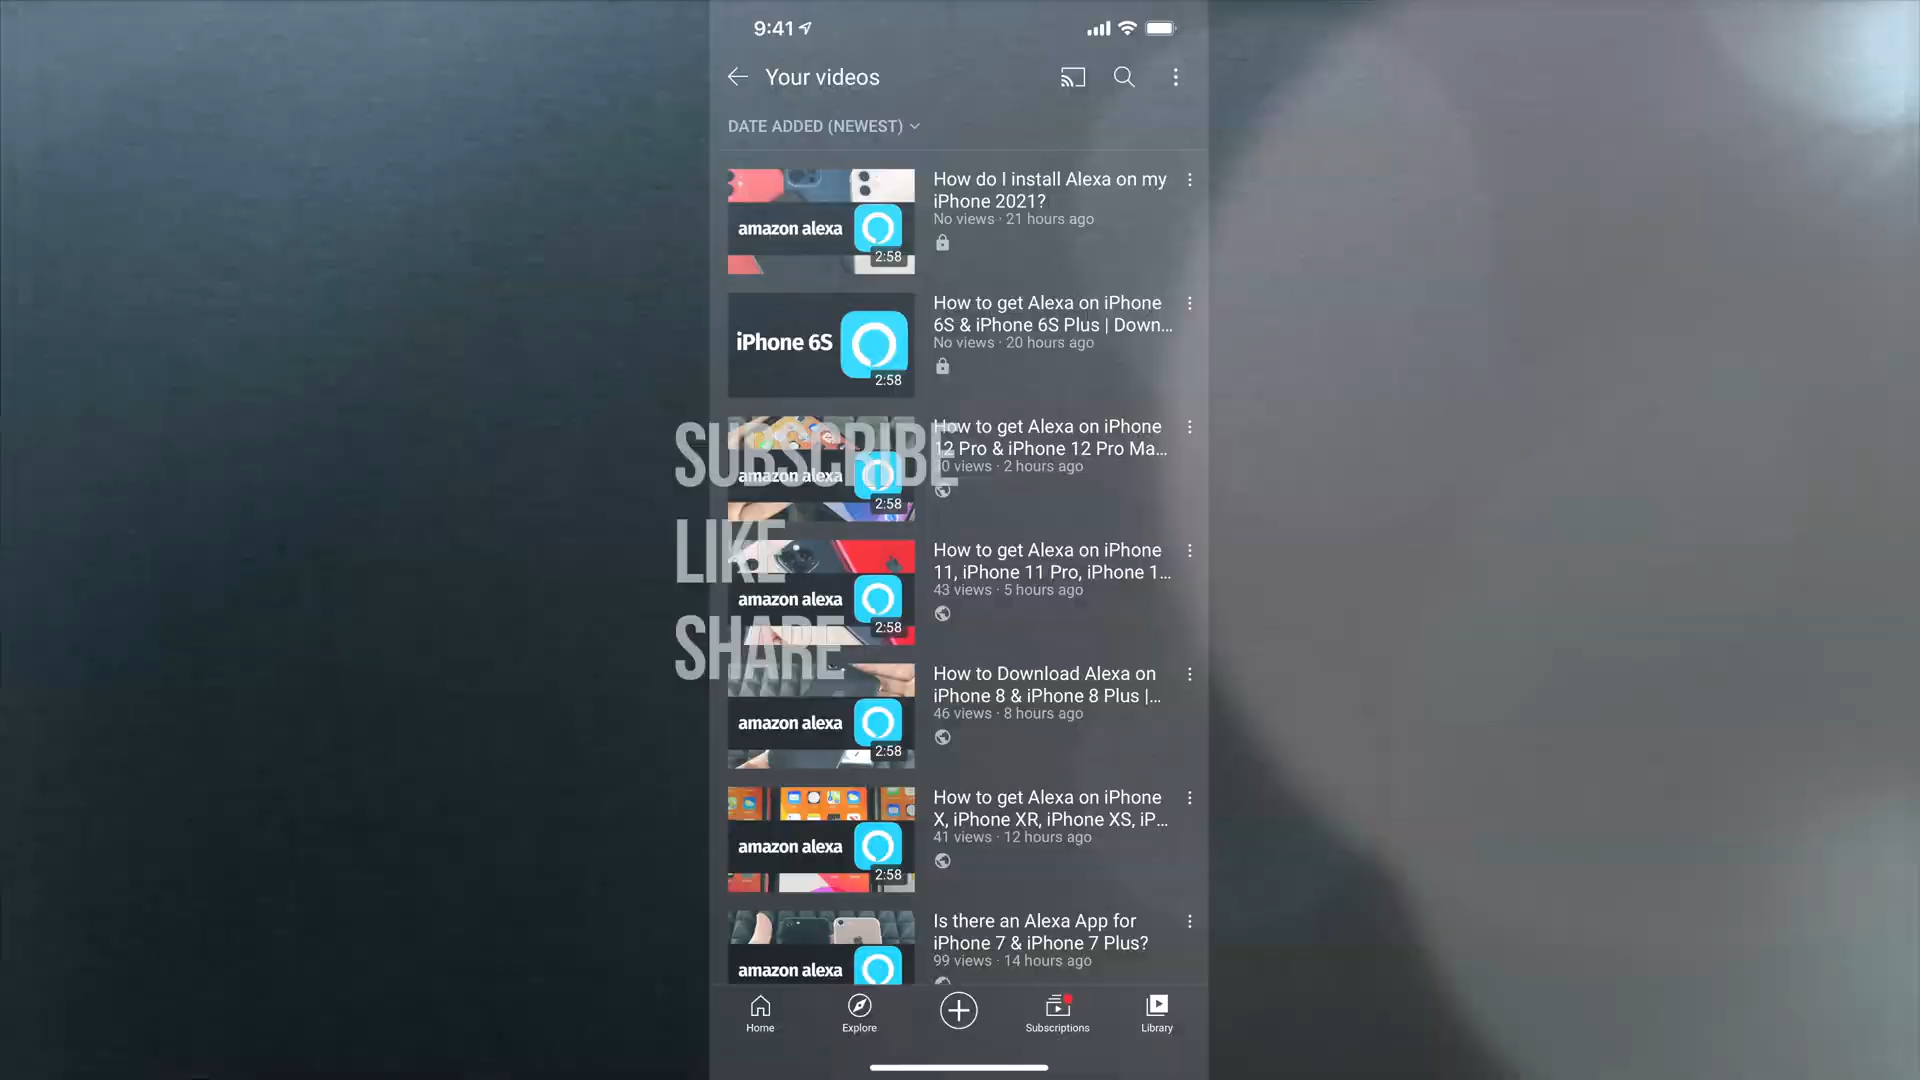 9:41
Your videos
DATE ADDED (NEWEST)
amazon alexa
2:58
How do I install Alexa on my
iPhone 2021?
No views · 21 hours ago
iPhone 6S
2:58
How to get Alexa on iPhone
6S & iPhone 6S Plus | Down...
No views · 20 hours ago
SUBSCRIBE
LIKE
SHARE
amazon alexa
2:58
How to get Alexa on iPhone
12 Pro & iPhone 12 Pro Ma...
views · 2 hours ago
amazon alexa
2:58
How to get Alexa on iPhone
11, iPhone 11 Pro, iPhone 1...
43 views · 5 hours ago
amazon alexa
2:58
How to Download Alexa on
iPhone 8 & iPhone 8 Plus |...
46 views · 8 hours ago
amazon alexa
2:58
How to get Alexa on iPhone
X, iPhone XR, iPhone XS, iP...
41 views · 12 hours ago
amazon alexa
Is there an Alexa App for
iPhone 7 & iPhone 7 Plus?
99 views · 14 hours ago
Home
Explore
Subscriptions
Library